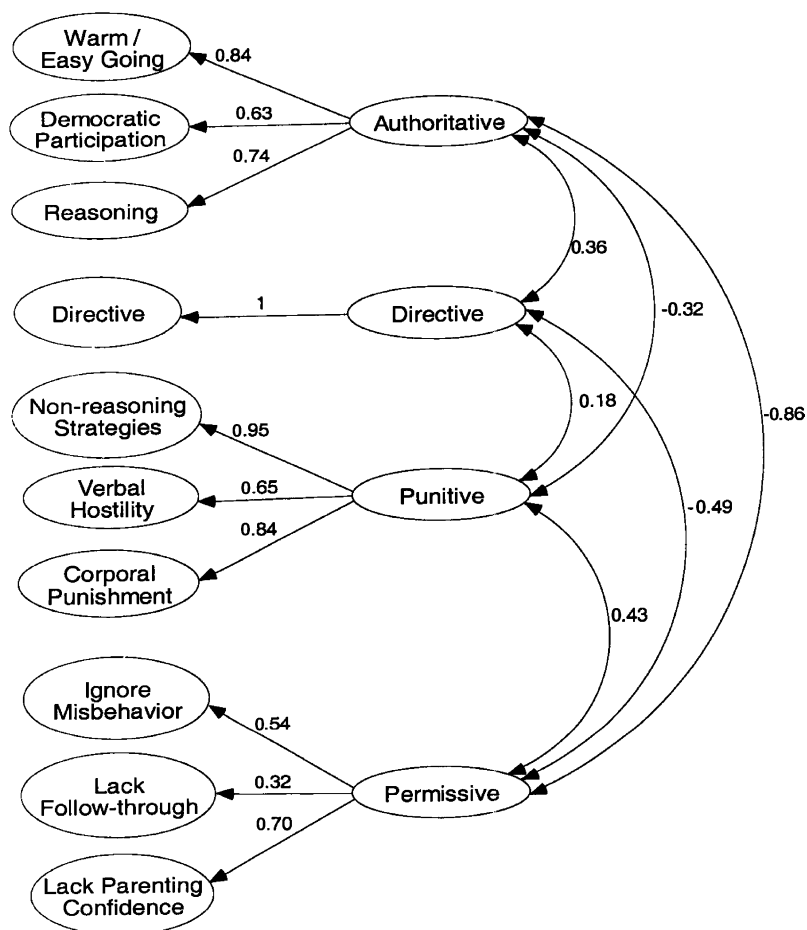 Warm /
Easy Going
0.84
Democratic
Participation
0.63
Authoritative
0.74
Reasoning
0.36
Directive
1
Directive
-0.32
Non-reasoning
Strategies
0.95
0.18
-0.86
Verbal
Hostility
0.65
Punitive
-0.49
0.84
Corporal
Punishment
0.43
Ignore
Misbehavior
0.54
Lack
Follow-through
0.32
Permissive
0.70
Lack Parenting
Confidence